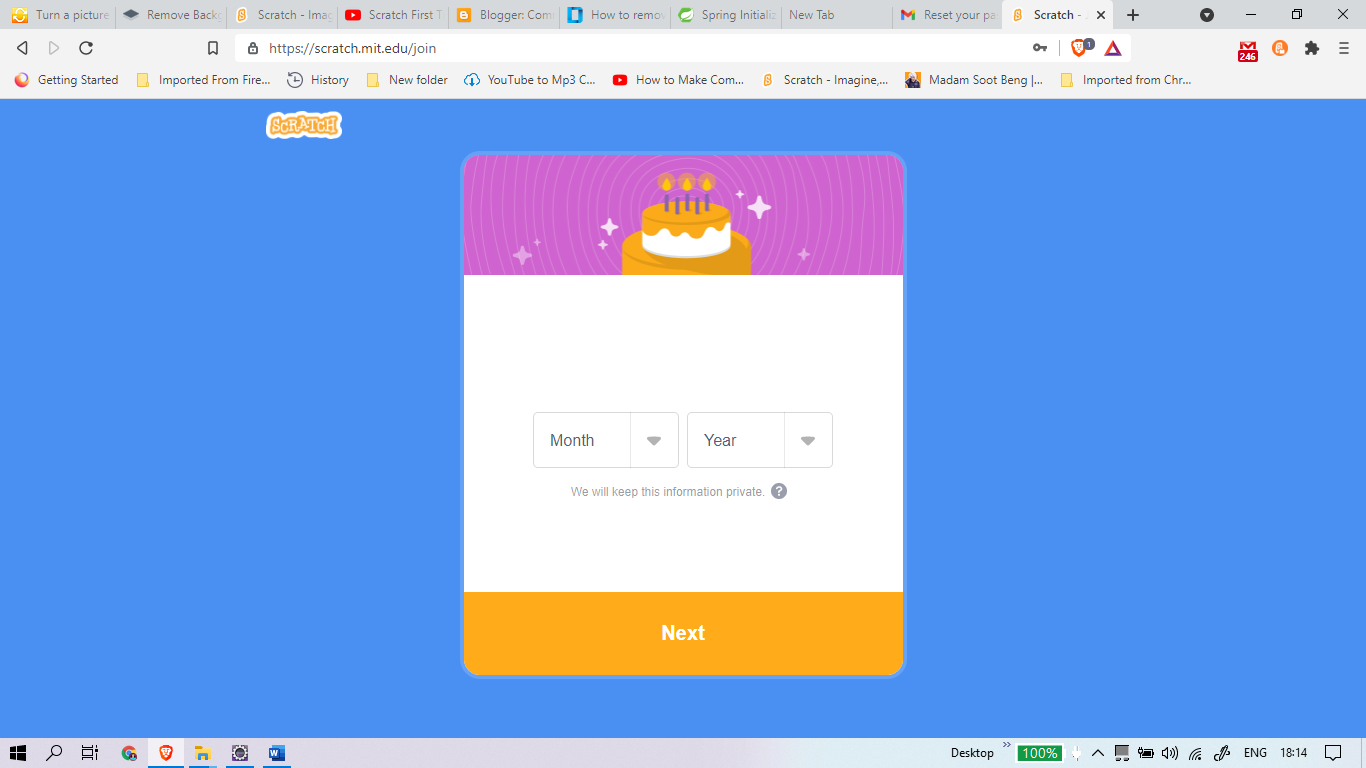 Turn a picture
Remove Back
Scratch - Imag
Scratch First T
Blogger: Com
How to remov
Spring Initializ
New Tab
Reset your pa
Scratch -
https://scratch.mit.edu/join
1
246
Getting Started
Imported From Fire...
History
New folder
YouTube to Mp3 C...
How to Make Com...
Scratch - Imagine,...
Madam Soot Beng |...
Imported from Chr...
SCRATCH
Month
Year
We will keep this information private. ?
Next
W
Desktop
100%
ENG
18:14